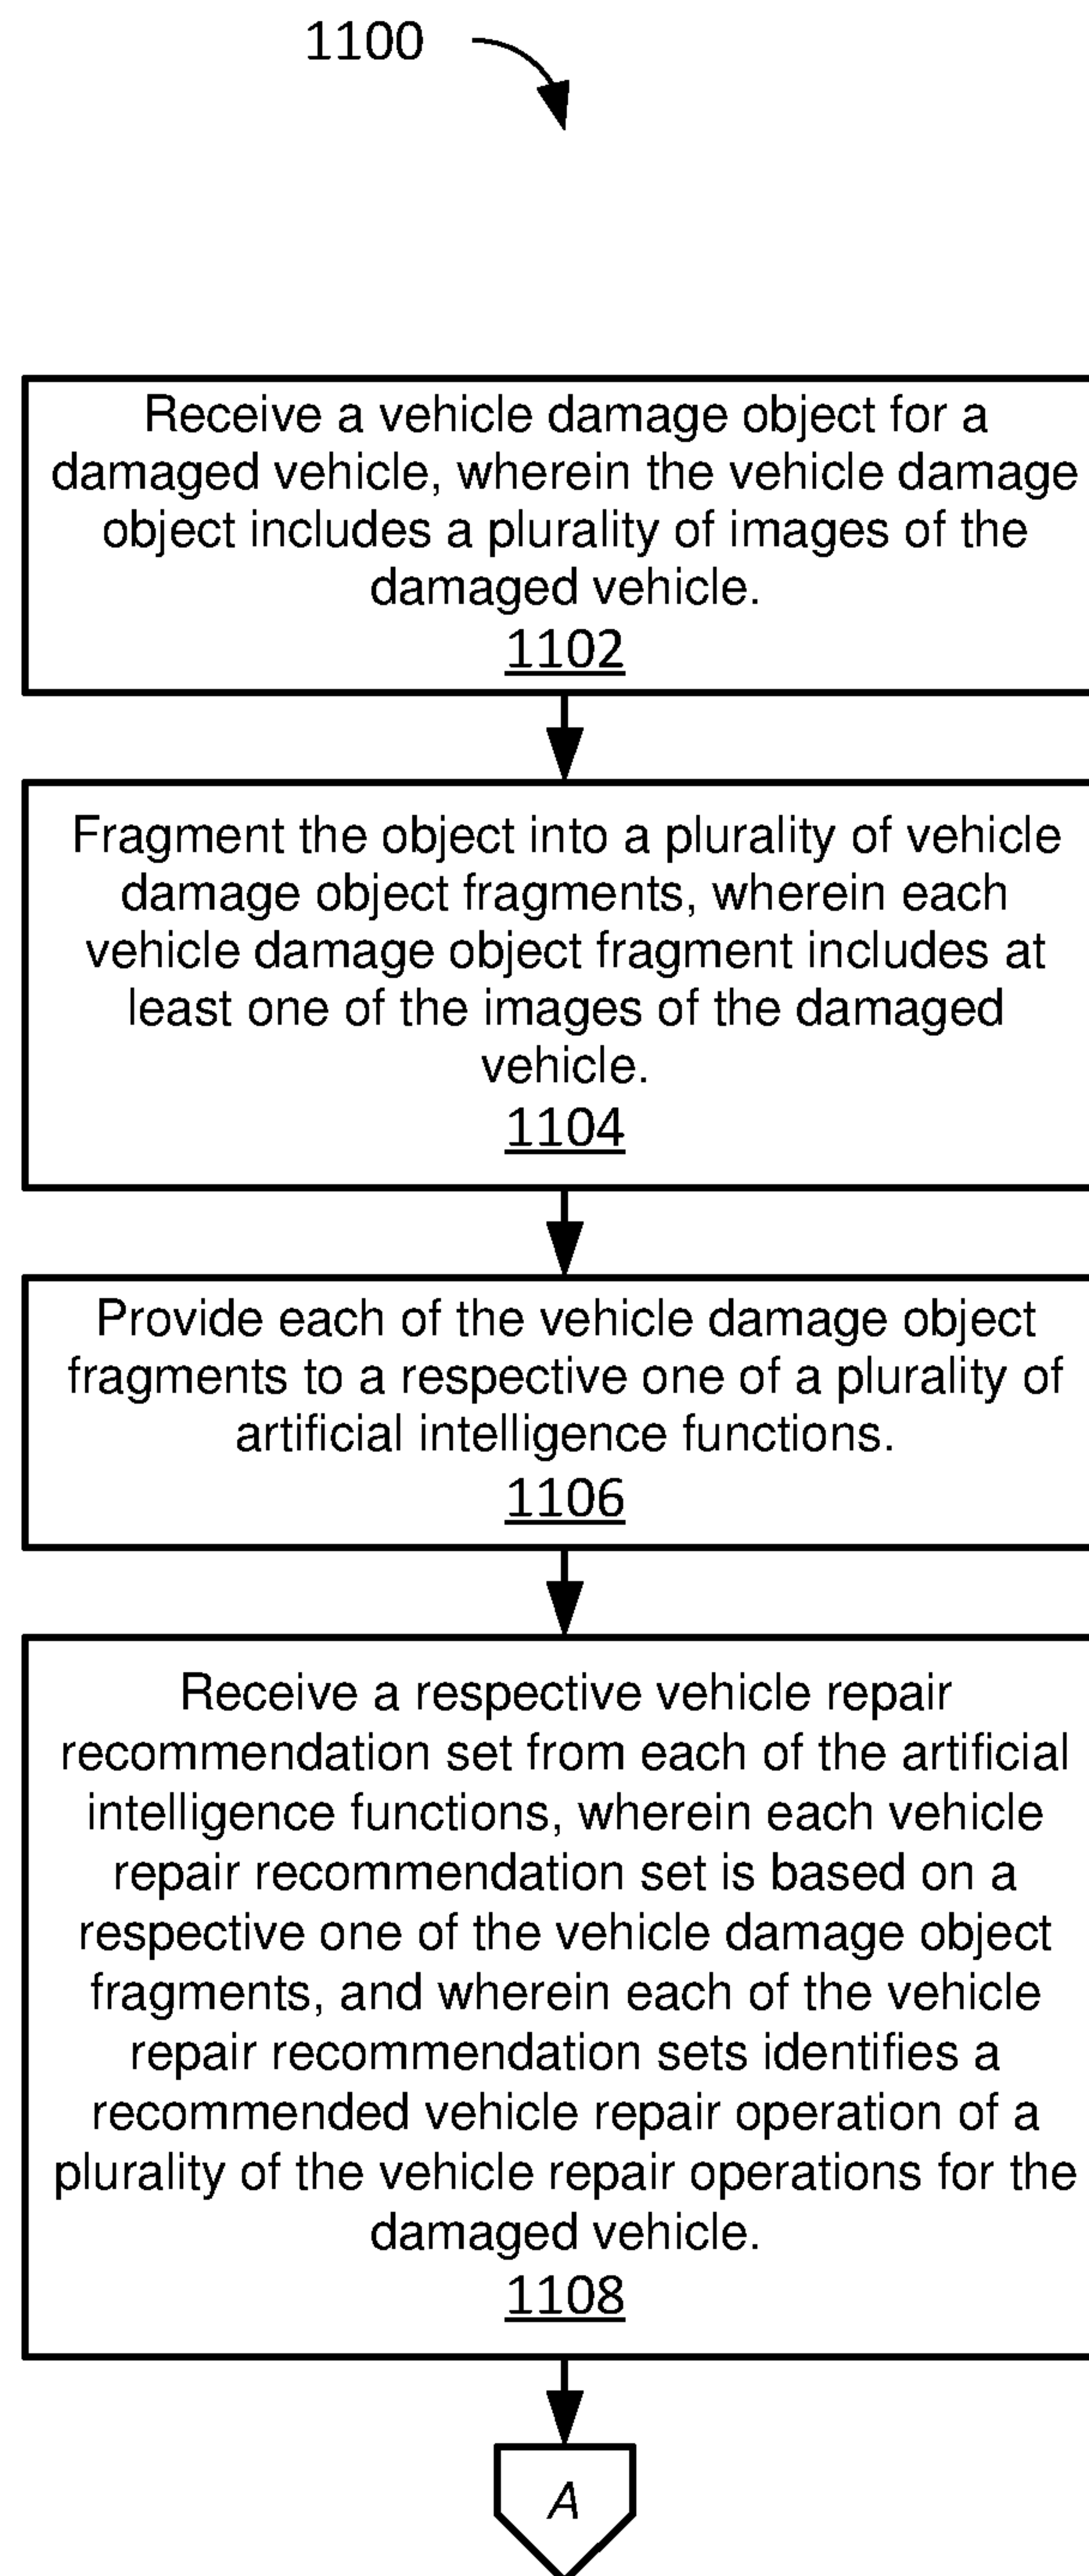 1100
Receive a vehicle damage object for a
damaged vehicle, wherein the vehicle damage
object includes a plurality of images of the
damaged vehicle.
1102
Fragment the object into a plurality of vehicle
damage object fragments, wherein each
vehicle damage object fragment includes at
least one of the images of the damaged
vehicle.
1104
Provide each of the vehicle damage object
fragments to a respective one of a plurality of
artificial intelligence functions.
1106
Receive a respective vehicle repair
recommendation set from each of the artificial
intelligence functions, wherein each vehicle
repair recommendation set is based on a
respective one of the vehicle damage object
fragments, and wherein each of the vehicle
repair recommendation sets identifies a
recommended vehicle repair operation of a
plurality of the vehicle repair operations for the
damaged vehicle.
1108
A